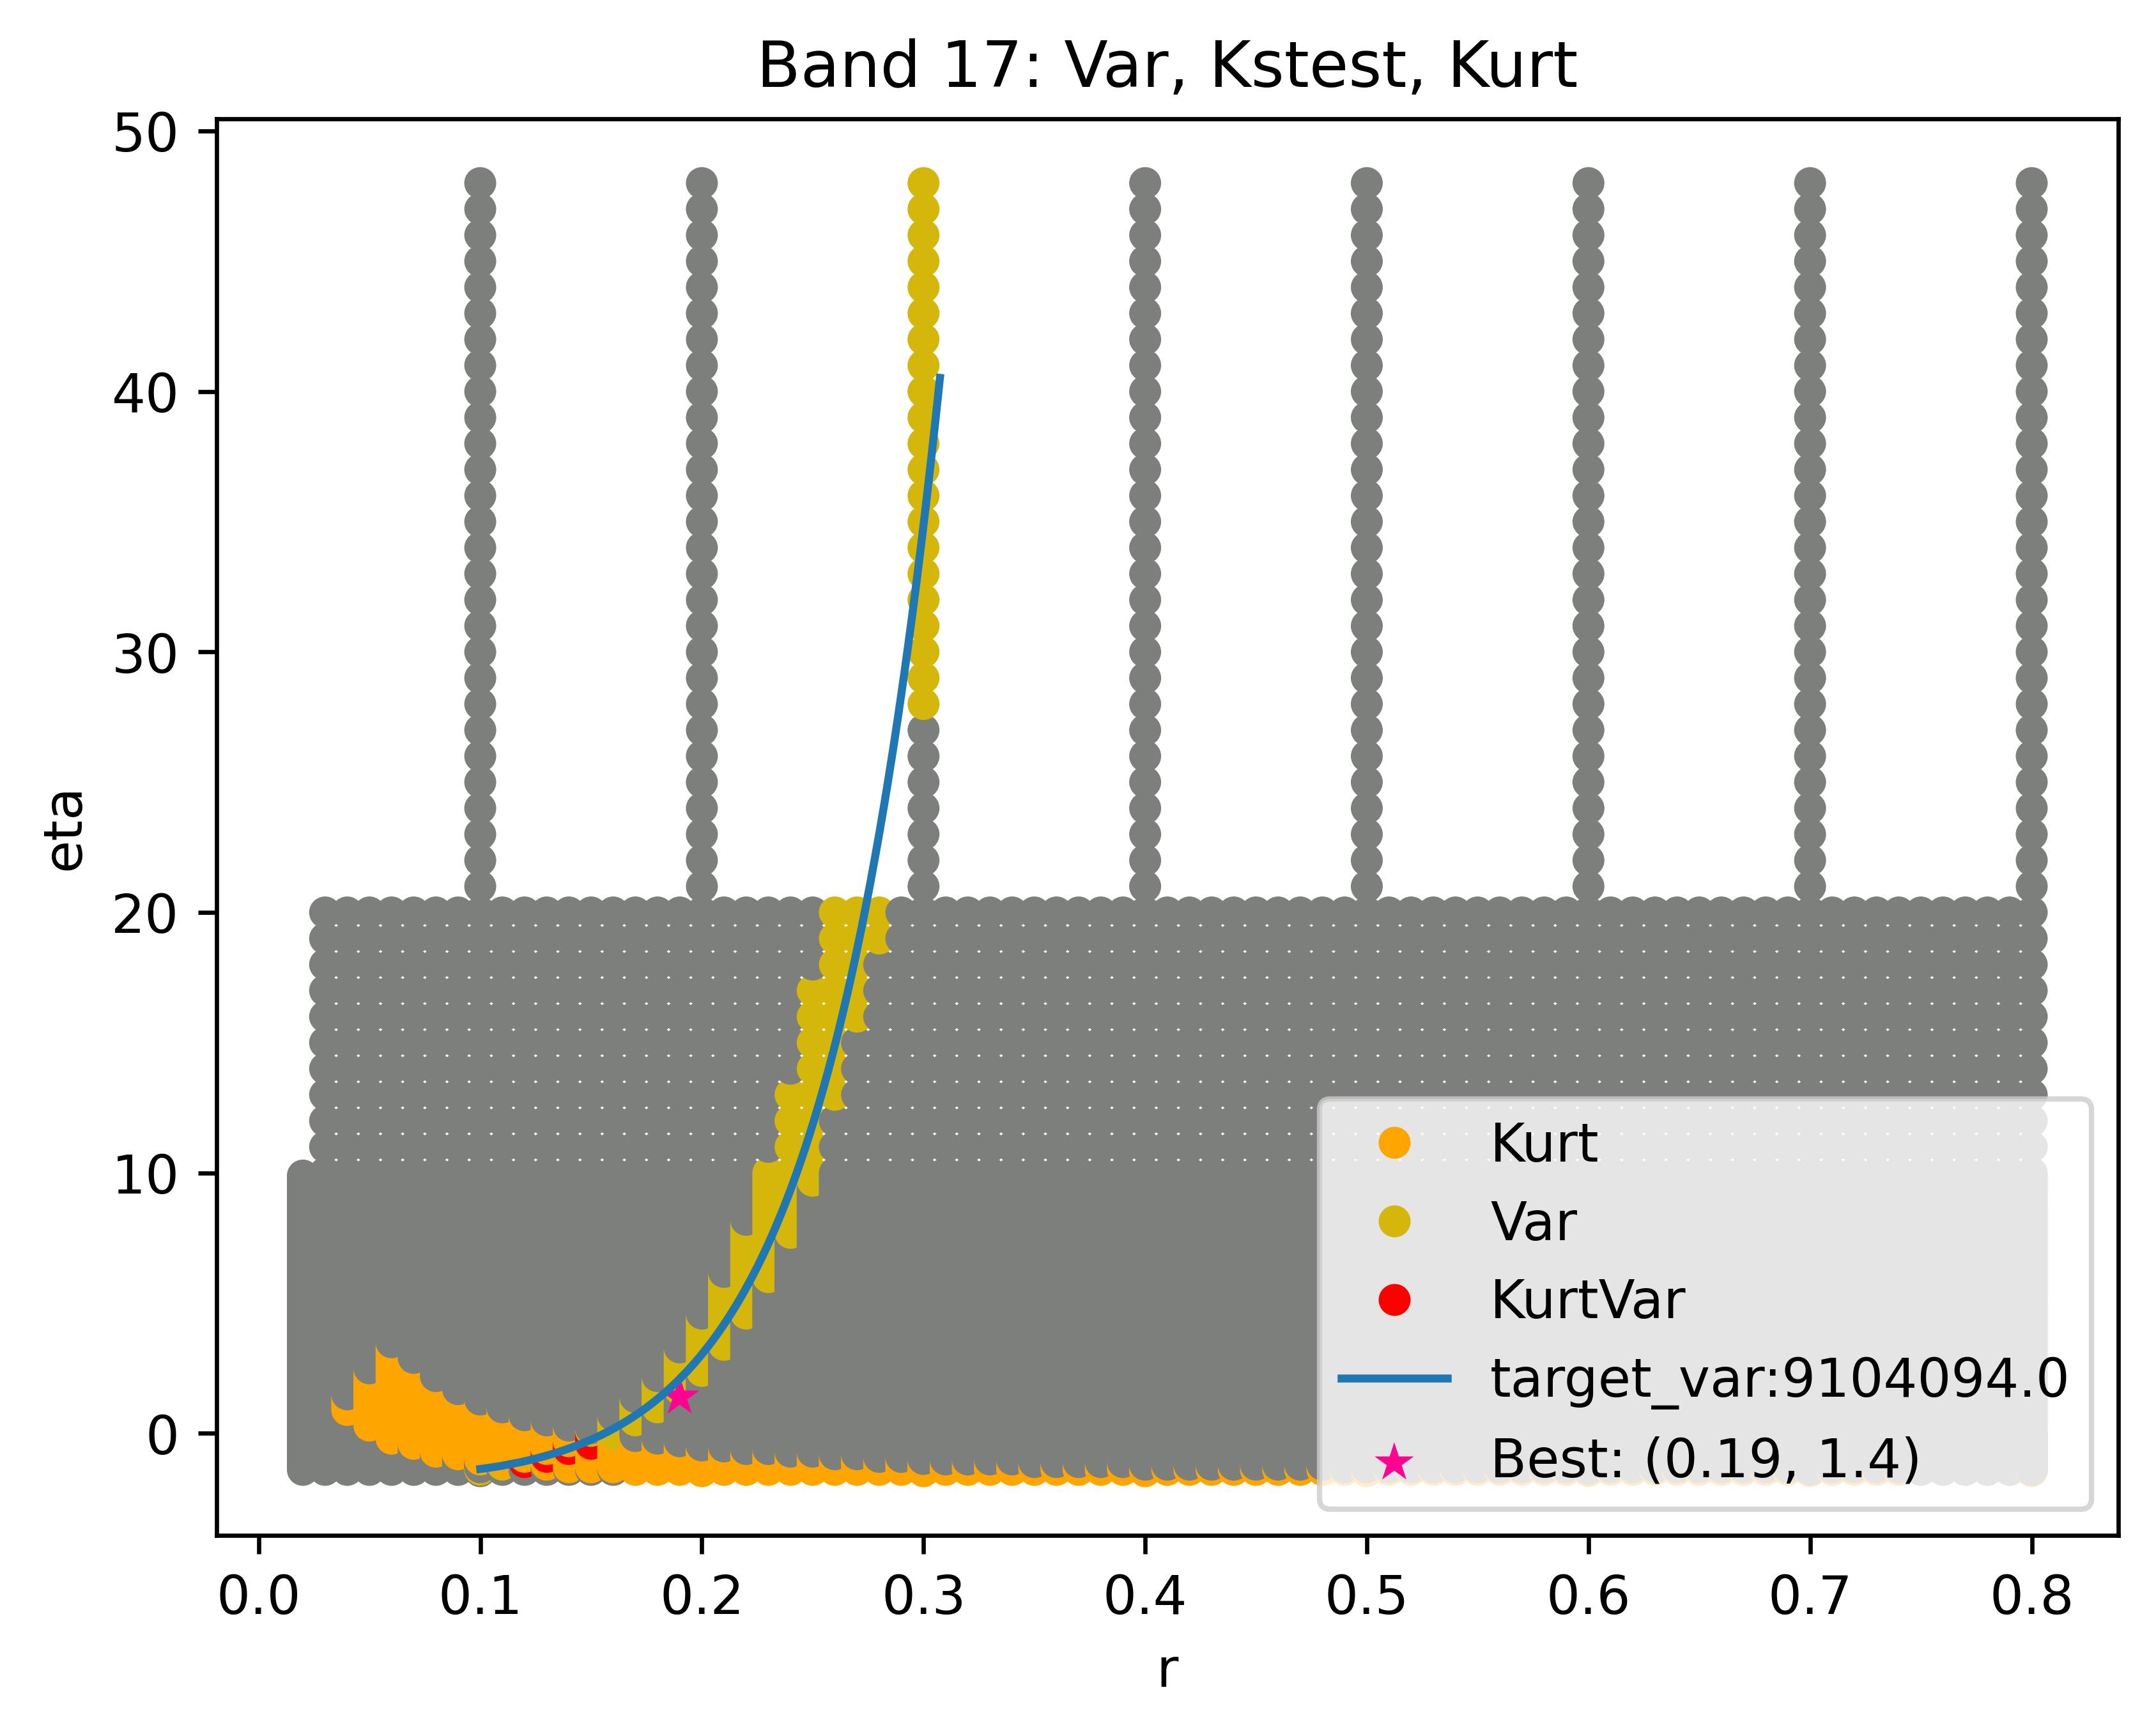 Band 17: Var, Kstest, Kurt
50
40
30
20
10
0
eta
Kurt
Var
KurtVar
target_var:9104094.0
Best: (0.19, 1.4)
0.0 0.1 0.2 0.3 0.4 0.5 0.6 0.7 0.8
r